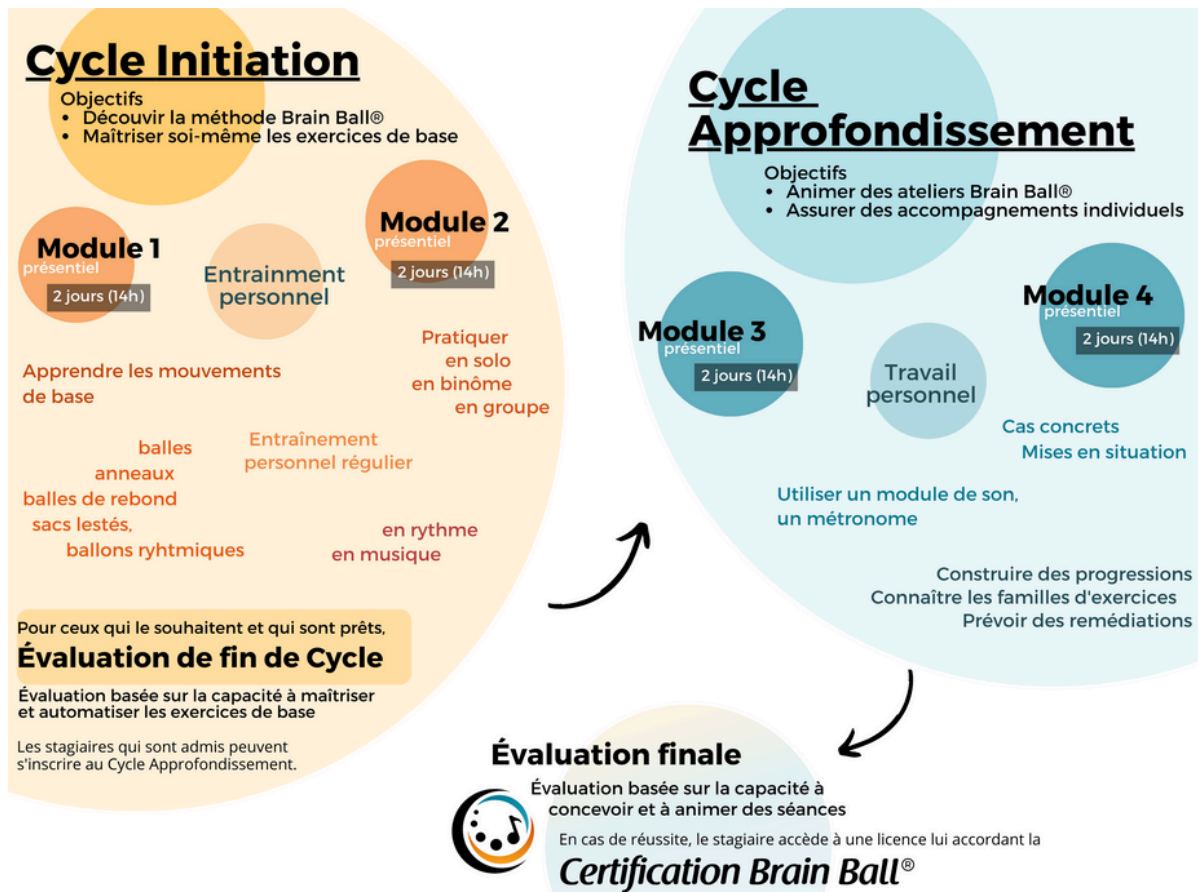 Cycle Initiation
Objectifs
• Découvir la méthode Brain Ball®
• Maîtriser soi-même les exercices de base
Module 1
présentiel
2 jours (14h)
Entrainment
personnel
Module 2
présentiel
2 jours (14h)
Apprendre les mouvements
de base
Pratiquer
en solo
en binôme
en groupe
balles
anneaux
balles de rebond
sacs lestés,
ballons ryhtmiques
Entraînement
personnel régulier
en rythme
en musique
Pour ceux qui le souhaitent et qui sont prêts,
Évaluation de fin de Cycle
Évaluation basée sur la capacité à maîtriser
et automatiser les exercices de base
Les stagiaires qui sont admis peuvent
s'inscrire au Cycle Approfondissement.
Cycle
Approfondissement
Objectifs
• Animer des ateliers Brain Ball®
• Assurer des accompagnements individuels
Module 3
présentiel
2 jours (14h)
Travail
personnel
Module 4
présentiel
2 jours (14h)
Cas concrets
Mises en situation
Utiliser un module de son,
un métronome
Construire des progressions
Connaître les familles d'exercices
Prévoir des remédiations
Évaluation finale
Évaluation basée sur la capacité à
concevoir et à animer des séances
En cas de réussite, le stagiaire accède à une licence lui accordant la
Certification Brain Ball®